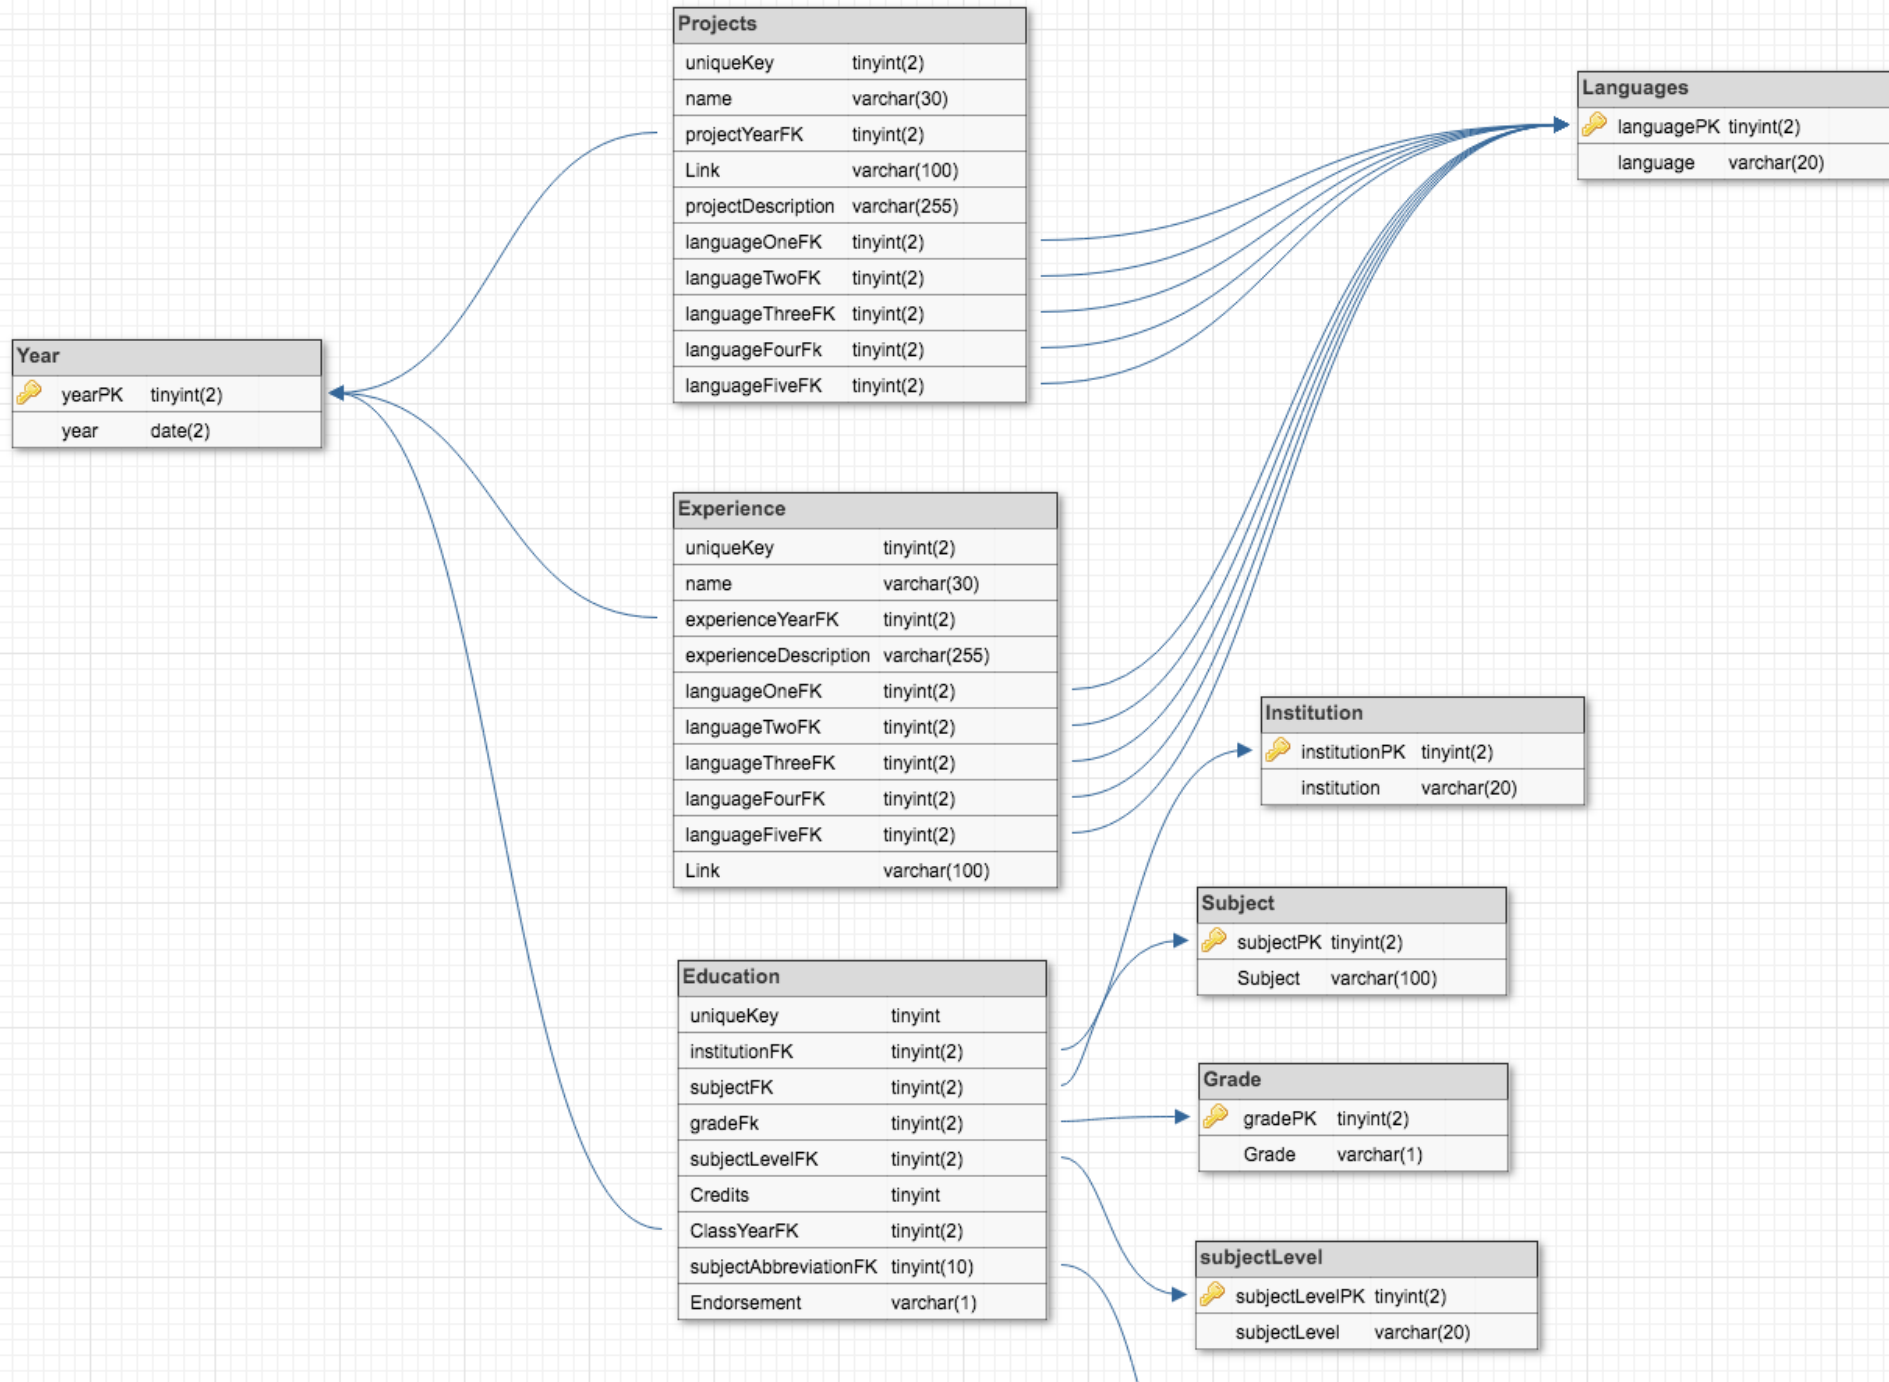 Projects
uniqueKey tinyint(2)
name varchar(30)
projectYearFK tinyint(2)
Link varchar(100)
projectDescription varchar(255)
languageOneFK tinyint(2)
languageTwoFK tinyint(2)
languageThreeFK tinyint(2)
languageFourFk tinyint(2)
languageFiveFK tinyint(2)
Languages
languagePK tinyint(2)
language varchar(20)
Year
yearPK tinyint(2)
year date(2)
Experience
uniqueKey tinyint(2)
name varchar(30)
experienceYearFK tinyint(2)
experienceDescription varchar(255)
languageOneFK tinyint(2)
languageTwoFK tinyint(2)
languageThreeFK tinyint(2)
languageFourFK tinyint(2)
languageFiveFK tinyint(2)
Link varchar(100)
Institution
institutionPK tinyint(2)
institution varchar(20)
Subject
subjectPK tinyint(2)
Subject varchar(100)
Education
uniqueKey tinyint
institutionFK tinyint(2)
subjectFK tinyint(2)
gradeFk tinyint(2)
subjectLevelFK tinyint(2)
Credits tinyint
ClassYearFK tinyint(2)
subjectAbbreviationFK tinyint(10)
Endorsement varchar(1)
Grade
gradePK tinyint(2)
Grade varchar(1)
subjectLevel
subjectLevelPK tinyint(2)
subjectLevel varchar(20)